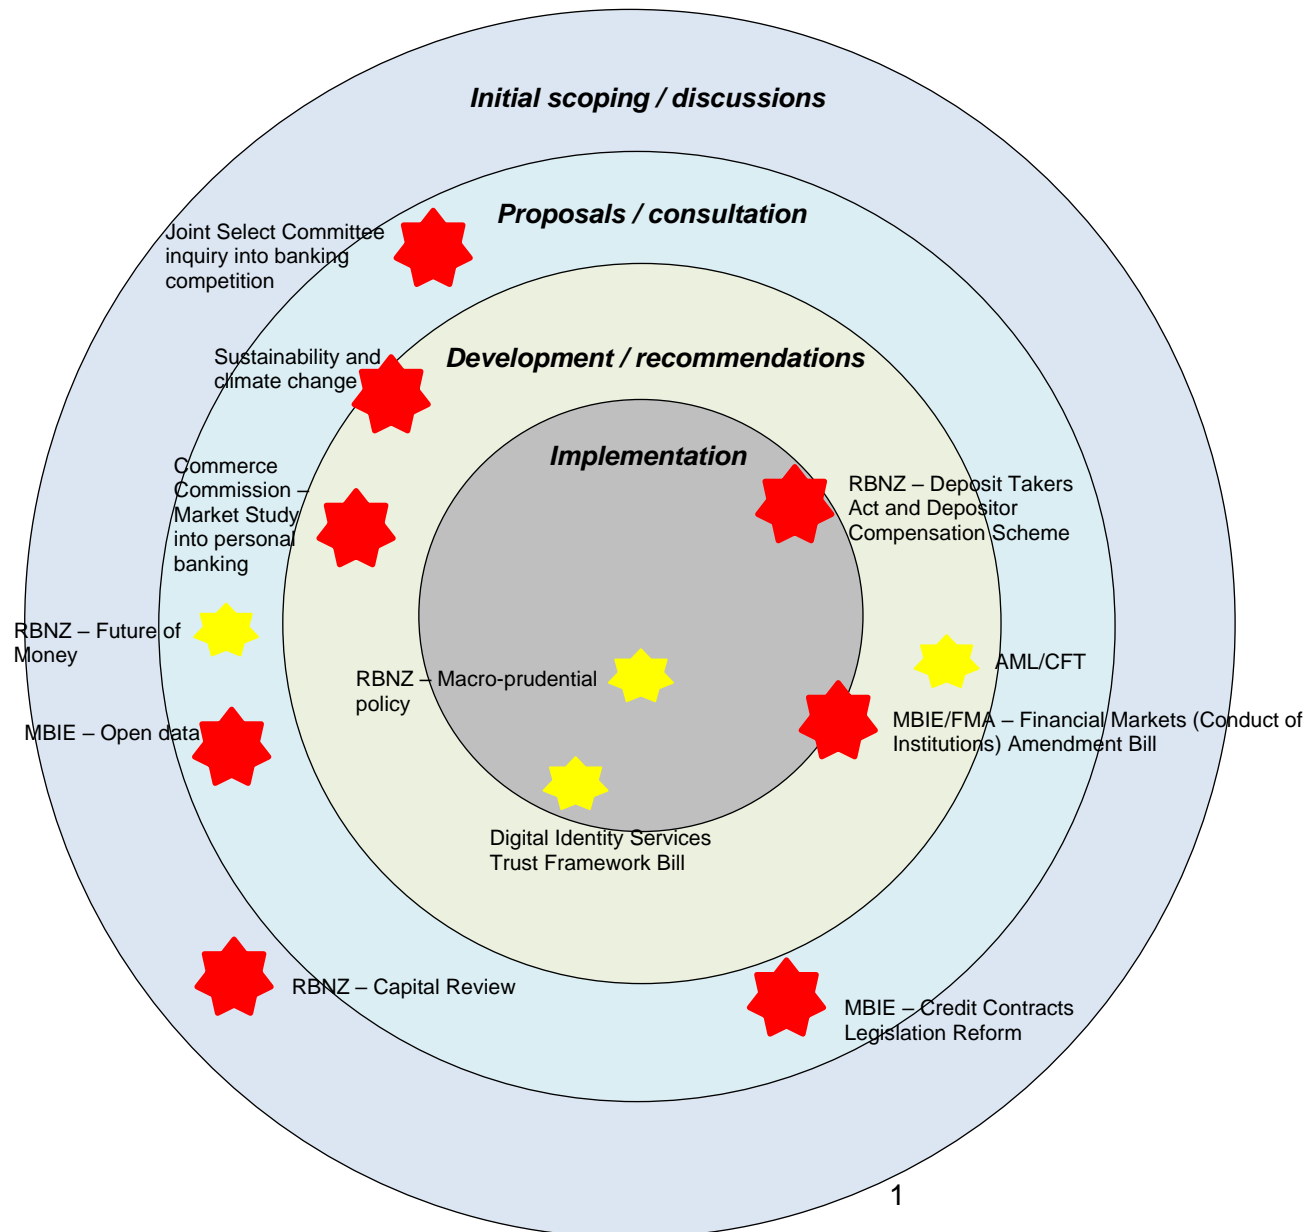 Initial scoping / discussions
Proposals / consultation
Joint Select Committee
inquiry into banking
competition
Sustainability and
climate change
Development / recommendations
Implementation
Commerce
Commission –
Market Study
into personal
banking
RBNZ – Deposit Takers
Act and Depositor
Compensation Scheme
RBNZ – Future of
Money
RBNZ – Macro-prudential
policy
AML/CFT
MBIE – Open data
MBIE/FMA – Financial Markets (Conduct of
Institutions) Amendment Bill
Digital Identity Services
Trust Framework Bill
RBNZ – Capital Review
MBIE – Credit Contracts
Legislation Reform
1